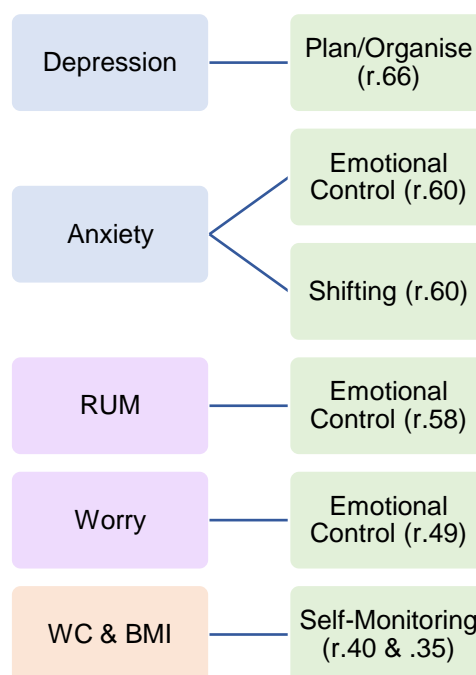 Depression
Plan/Organise
(r.66)
Anxiety
Emotional
Control (r.60)
Shifting (r.60)
RUM
Emotional
Control (r.58)
Worry
Emotional
Control (r.49)
WC & BMI
Self-Monitoring
(r.40 & .35)